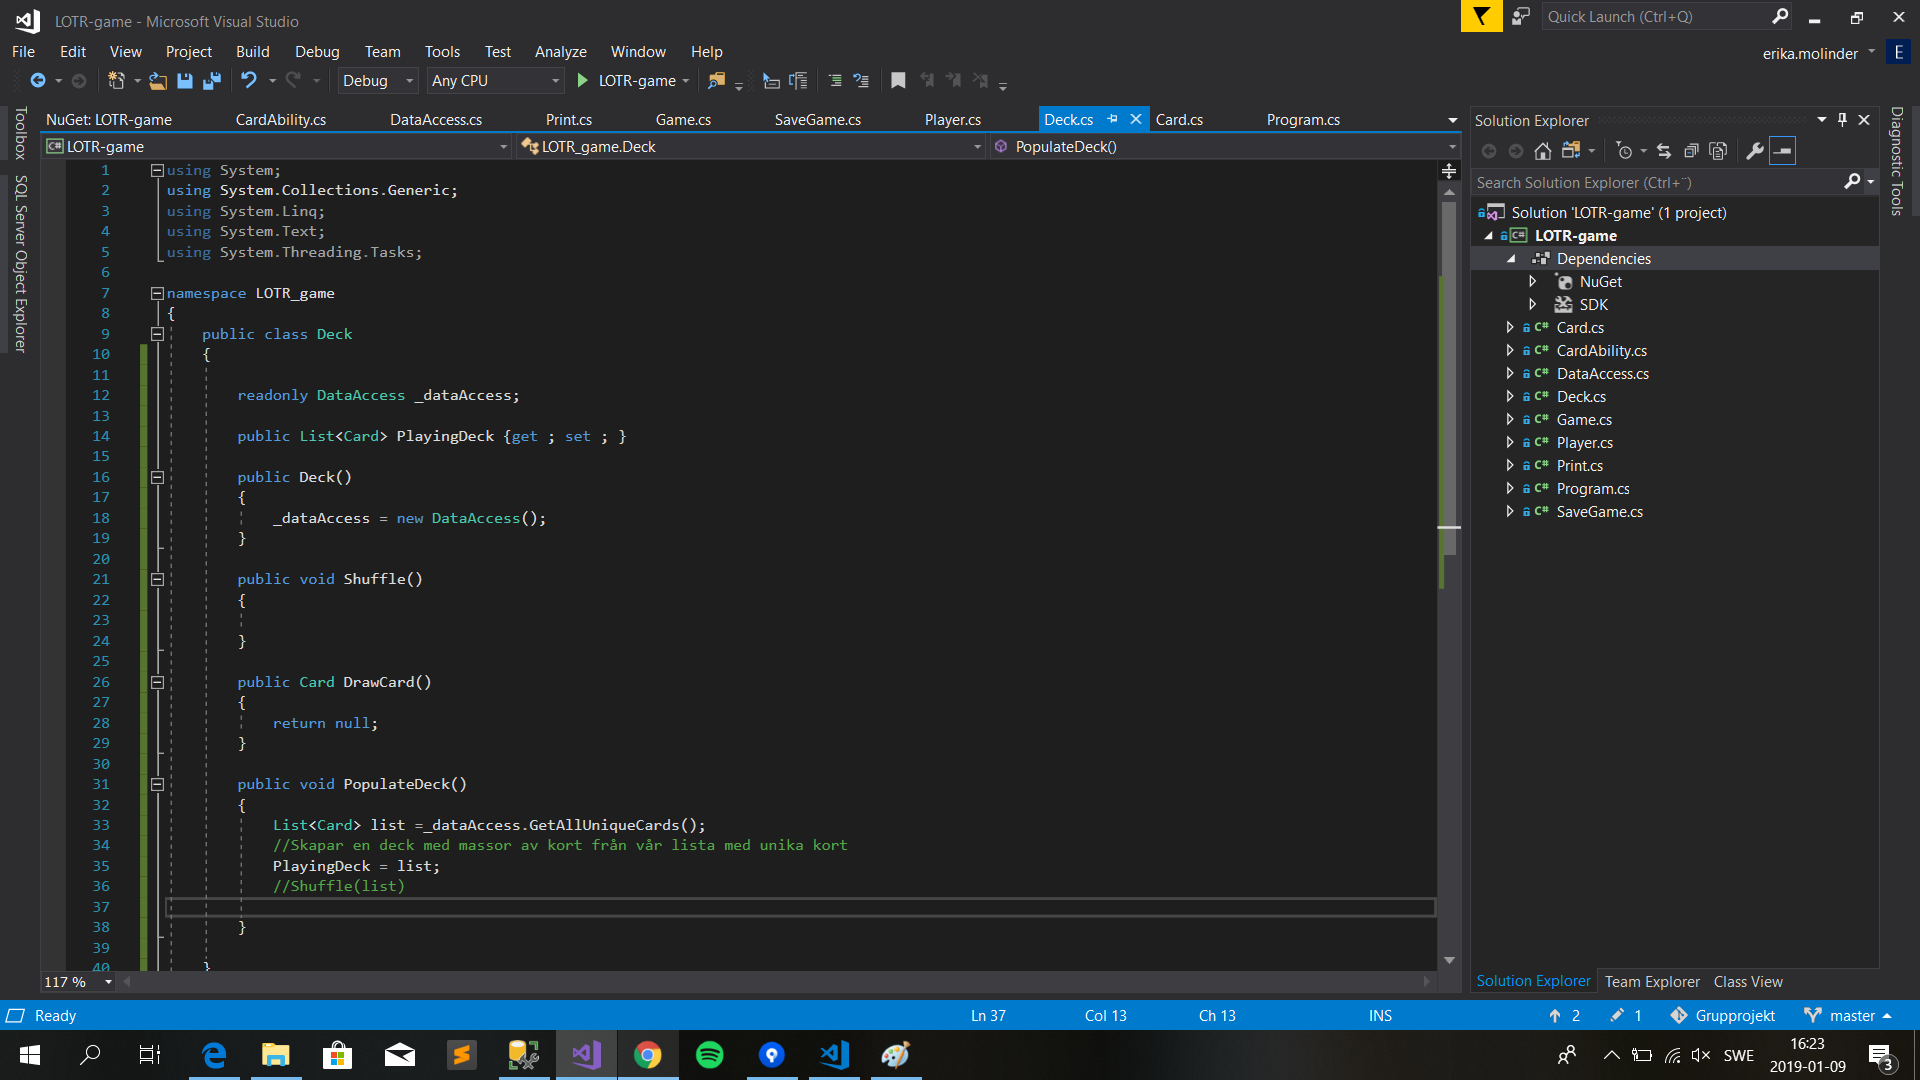 LOTR-game - Microsoft Visual Studio
Quick Launch (Ctrl+Q)
File Edit View Project Build Debug Team Tools Test Analyze Window Help
erika.molinder E
Debug Any CPU LOTR-game
NuGet: LOTR-game CardAbility.cs DataAccess.cs Print.cs Game.cs SaveGame.cs Player.cs Deck.cs Card.cs Program.cs
LOTR-game LOTR_game.Deck PopulateDeck()
Toolbox
SQL Server Object Explorer
1 using System;
2 using System.Collections.Generic;
3 using System.Linq;
4 using System.Text;
5 using System.Threading.Tasks;
6
7 namespace LOTR_game
8 {
9 public class Deck
10 {
11
12 readonly DataAccess _dataAccess;
13
14 public List<Card> PlayingDeck {get ; set ; }
15
16 public Deck()
17 {
18 _dataAccess = new DataAccess();
19 }
20
21 public void Shuffle()
22 {
23
24 }
25
26 public Card DrawCard()
27 {
28 return null;
29 }
30
31 public void PopulateDeck()
32 {
33 List<Card> list =_dataAccess.GetAllUniqueCards();
34 //Skapar en deck med massor av kort från vår lista med unika kort
35 PlayingDeck = list;
36 //Shuffle(list)
37
38 }
39
40 }
117 %
Solution Explorer
Search Solution Explorer (Ctrl+¨)
Solution 'LOTR-game' (1 project)
C# LOTR-game
Dependencies
NuGet
SDK
C# Card.cs
C# CardAbility.cs
C# DataAccess.cs
C# Deck.cs
C# Game.cs
C# Player.cs
C# Print.cs
C# Program.cs
C# SaveGame.cs
Solution Explorer Team Explorer Class View
Diagnostic Tools
Ready Ln 37 Col 13 Ch 13 INS 2 1 Grupprojekt master
SWE 16:23
2019-01-09 3